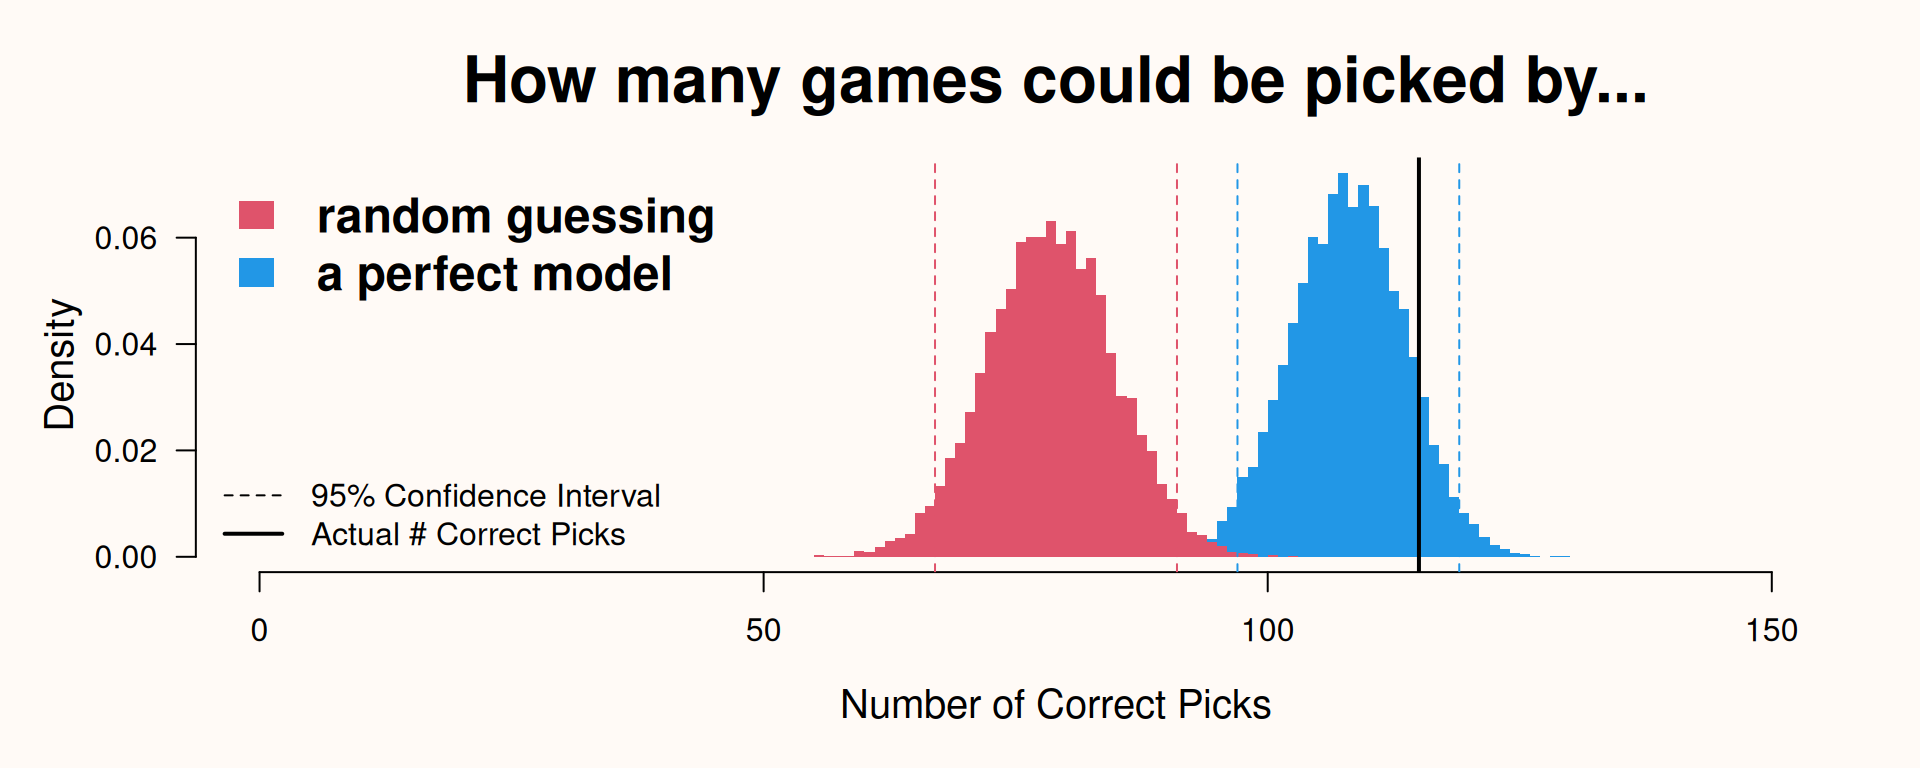 How many games could be picked by...
random guessing
a perfect model
0.06
0.04
0.02
0.00
Density
95% Confidence Interval
Actual # Correct Picks
0
50
100
150
Number of Correct Picks